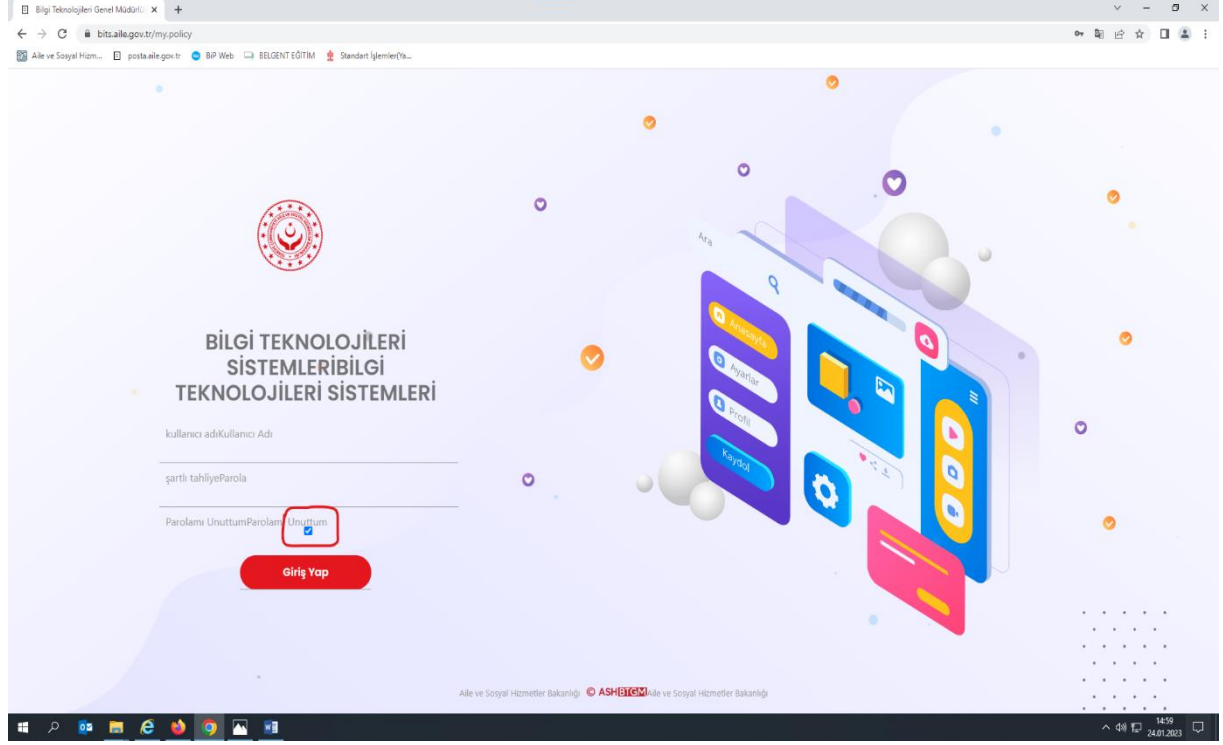 Bilgi Teknolojileri Genel Müdürlü
bits.aile.gov.tr/my.policy
Aile ve Sosyal Hizm... posta.aile.gov.tr BiP Web BELGENT EĞİTİM Standart İşlemler(Ya...
Ara
Anasayfa
Ayarlar
Profil
Kaydol
BİLGİ TEKNOLOJİLERİ
SİSTEMLERİBİLGİ
TEKNOLOJİLERİ SİSTEMLERİ
kullanıcı adıKullanıcı Adı
şartlı tahliyeParola
Parolamı UnuttumParolamı Unuttum
Giriş Yap
Aile ve Sosyal Hizmetler Bakanlığı © ASHBTGM Aile ve Sosyal Hizmetler Bakanlığı
14:59
24.01.2023